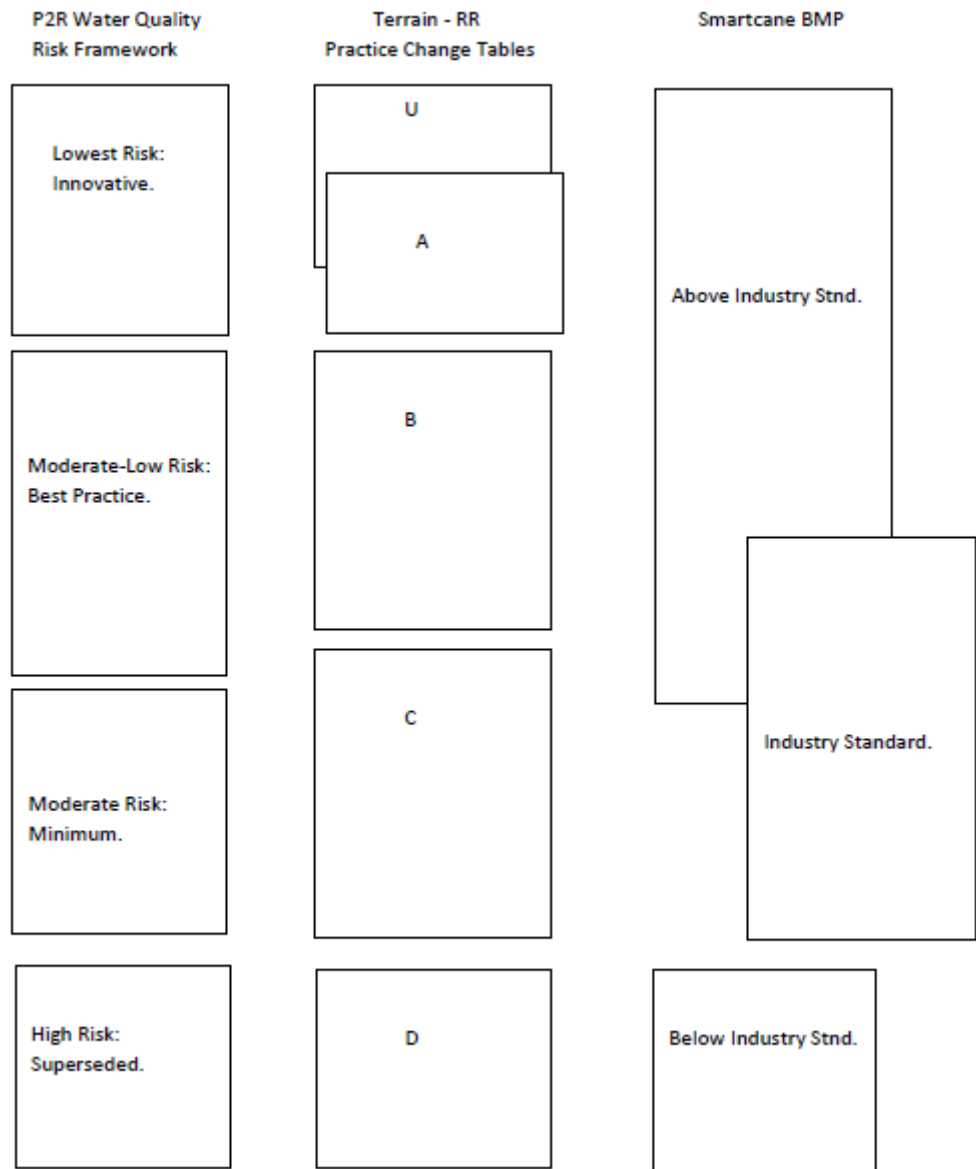 P2R Water Quality
Risk Framework
Terrain - RR
Practice Change Tables
Smartcane BMP
Lowest Risk:
Innovative.
U
A
Above Industry Stnd.
Moderate-Low Risk:
Best Practice.
B
Moderate Risk:
Minimum.
C
Industry Standard.
High Risk:
Superseded.
D
Below Industry Stnd.